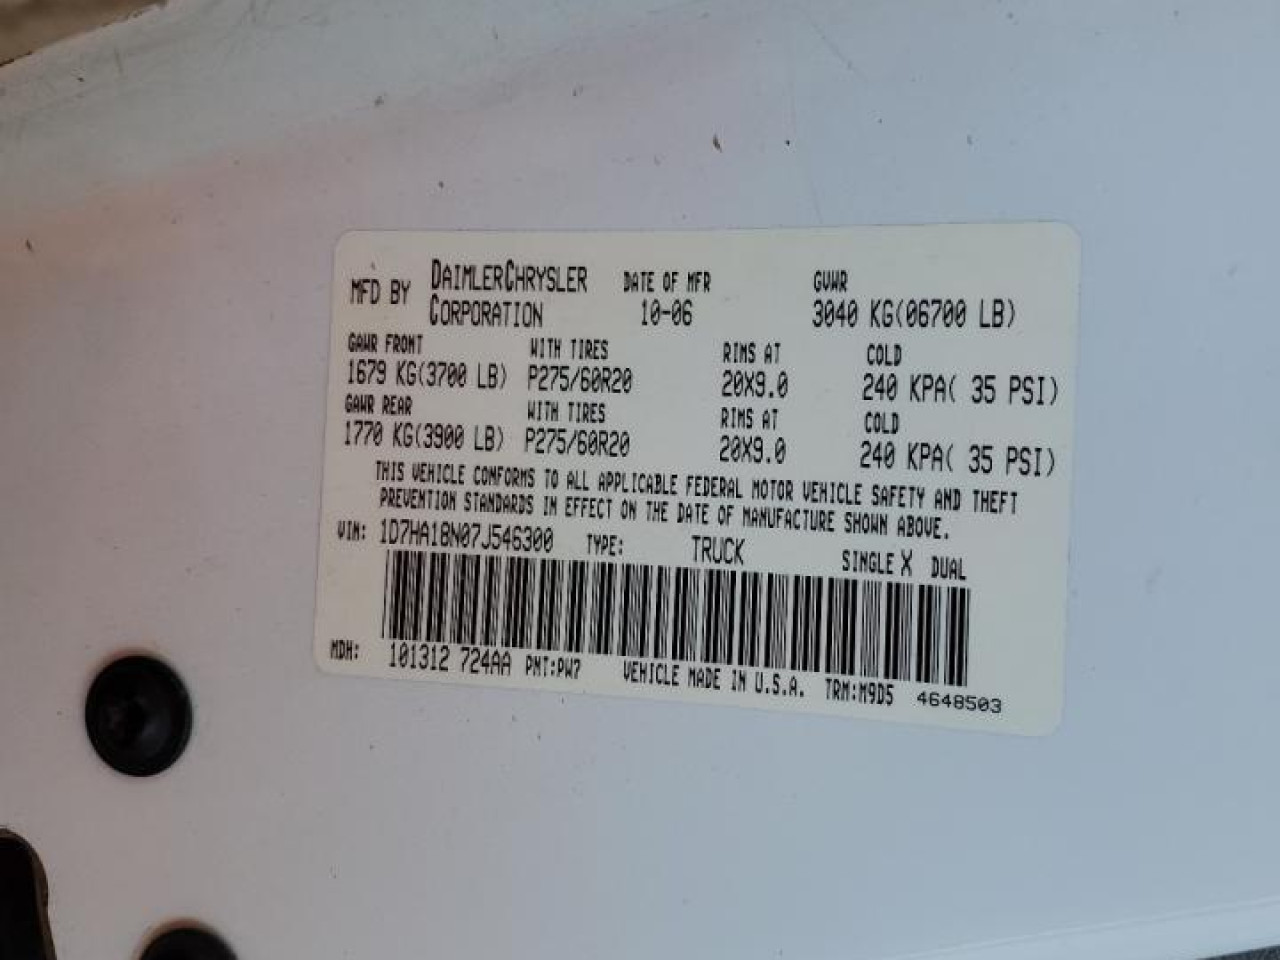 MFD BY DAIMLERCHRYSLER CORPORATION DATE OF MFR 10-06 GVWR 3040 KG(06700 LB)
GAWR FRONT WITH TIRES RIMS AT COLD
1679 KG(3700 LB) P275/60R20 20X9.0 240 KPA( 35 PSI)
GAWR REAR WITH TIRES RIMS AT COLD
1770 KG(3900 LB) P275/60R20 20X9.0 240 KPA( 35 PSI)
THIS VEHICLE CONFORMS TO ALL APPLICABLE FEDERAL MOTOR VEHICLE SAFETY AND THEFT
PREVENTION STANDARDS IN EFFECT ON THE DATE OF MANUFACTURE SHOWN ABOVE.
VIN: 1D7HA18N07J546300 TYPE: TRUCK SINGLE X DUAL
MDH: 101312 724AA PNT:PW7 VEHICLE MADE IN U.S.A. TRM:M9D5 4648503